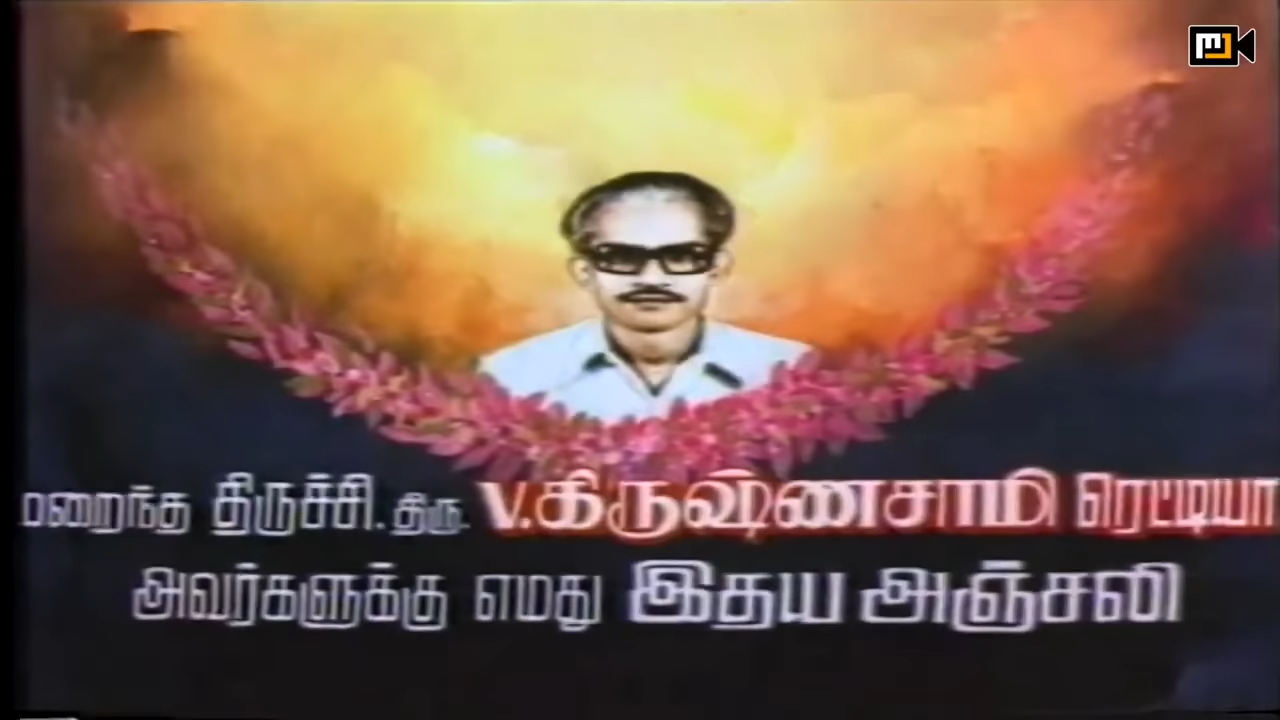 மறைந்த திருச்சி. திரு. V.கிருஷ்ணசாமி ரெட்டியா
அவர்களுக்கு எமது இதய அஞ்சலி